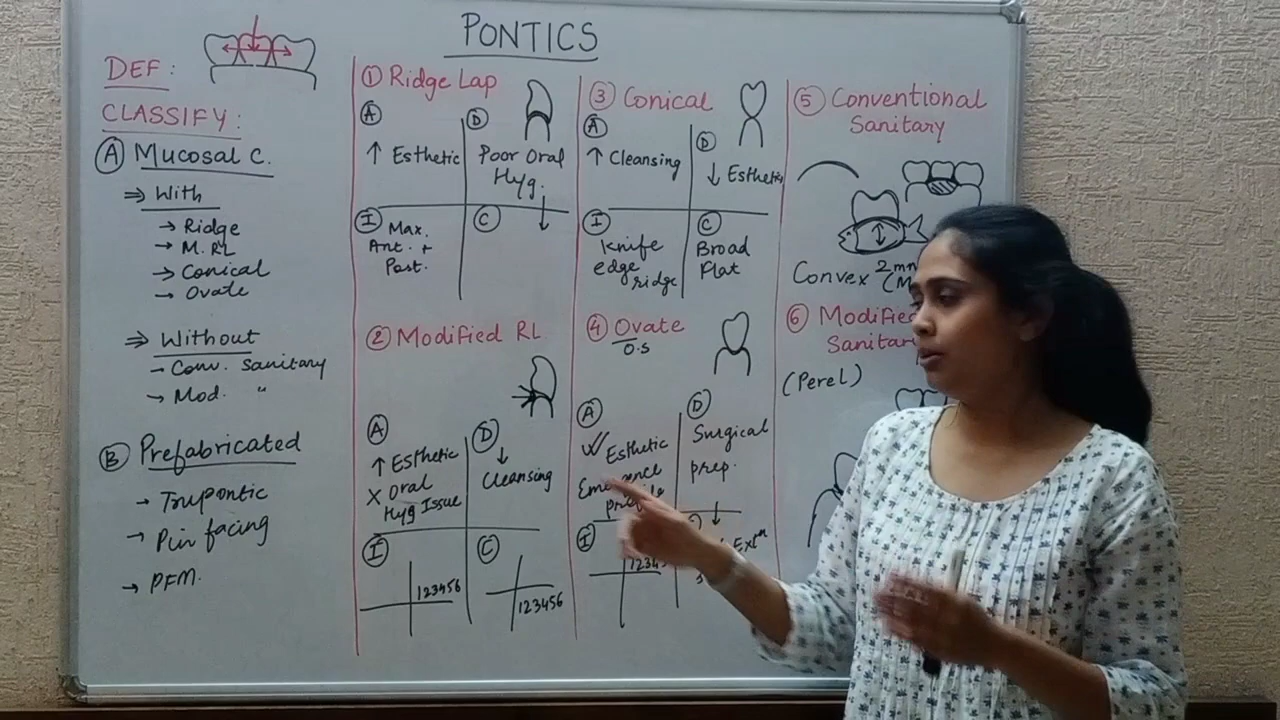 PONTICS
DEF:
CLASSIFY:
A Mucosal C.
⇒ With
→ Ridge
→ M. RL
→ Conical
→ Ovate
⇒ Without
→ Conv. Sanitary
→ Mod. "
B Prefabricated
→ Trupontic
→ Pin facing
→ PFM.
① Ridge Lap
A
↑ Esthetic
D
Poor Oral
Hyg.
↓
I Max.
Ant. +
Post.
C
② Modified RL
A
↑ Esthetic
X Oral
Hyg Issue
D
↓
Cleansing
I
123456
C
123456
③ Conical
A
↑ Cleansing
D
↓ Esthetic
I
Knife
edge
ridge
C
Broad
Flat
④ Ovate
O.S
A
✓ Esthetic
D
Surgical
prep.
↓
I
Extⁿ
⑤ Conventional
Sanitary
Convex 2mm
⑥
(Perel)